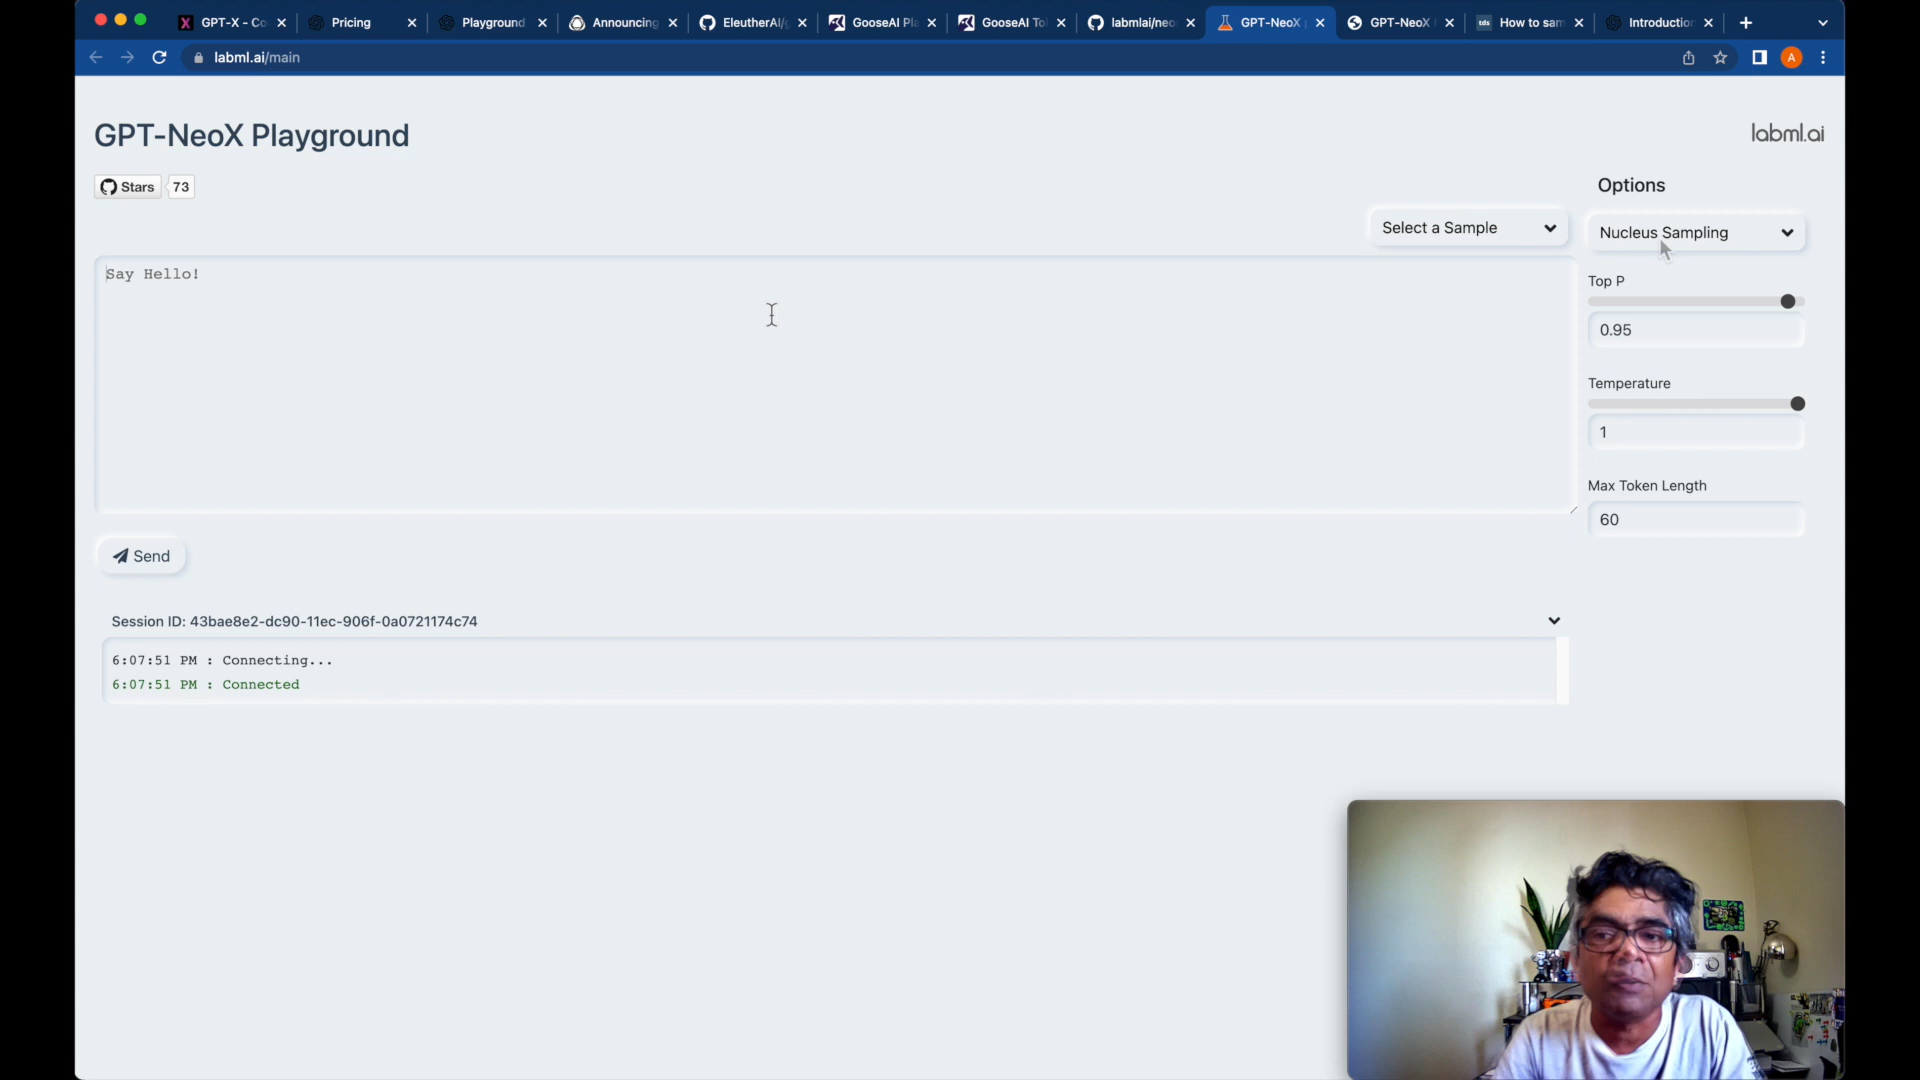 GPT-X - Co
Pricing
Playground
Announcing
EleutherAI/g
GooseAI Pla
GooseAI To
labmlai/neo
GPT-NeoX p
GPT-NeoX
How to sam
Introduction
labml.ai/main
A
GPT-NeoX Playground
labml.ai
Stars 73
Options
Select a Sample
Nucleus Sampling
Say Hello!
Top P
0.95
Temperature
1
Max Token Length
60
Send
Session ID: 43bae8e2-dc90-11ec-906f-0a0721174c74
6:07:51 PM : Connecting...
6:07:51 PM : Connected